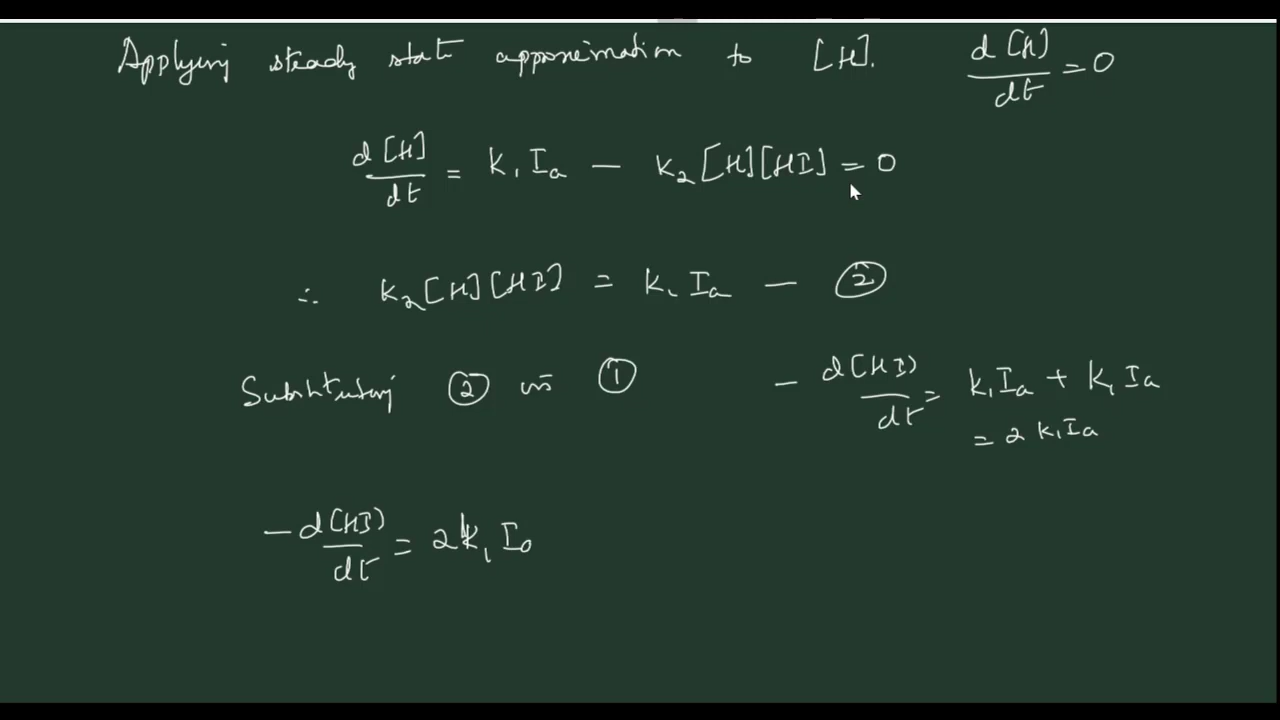 Applying steady state approximation to [H]. d[H]/dt = 0
d[H]/dt = K₁Iₐ — K₂[H][HI] = 0
∴ K₂[H][HI] = K₁Iₐ — ②
Substituting ② in ① - d[HI]/dt = K₁Iₐ + K₁Iₐ
= 2K₁Iₐ
- d[HI]/dt = 2K₁I₀